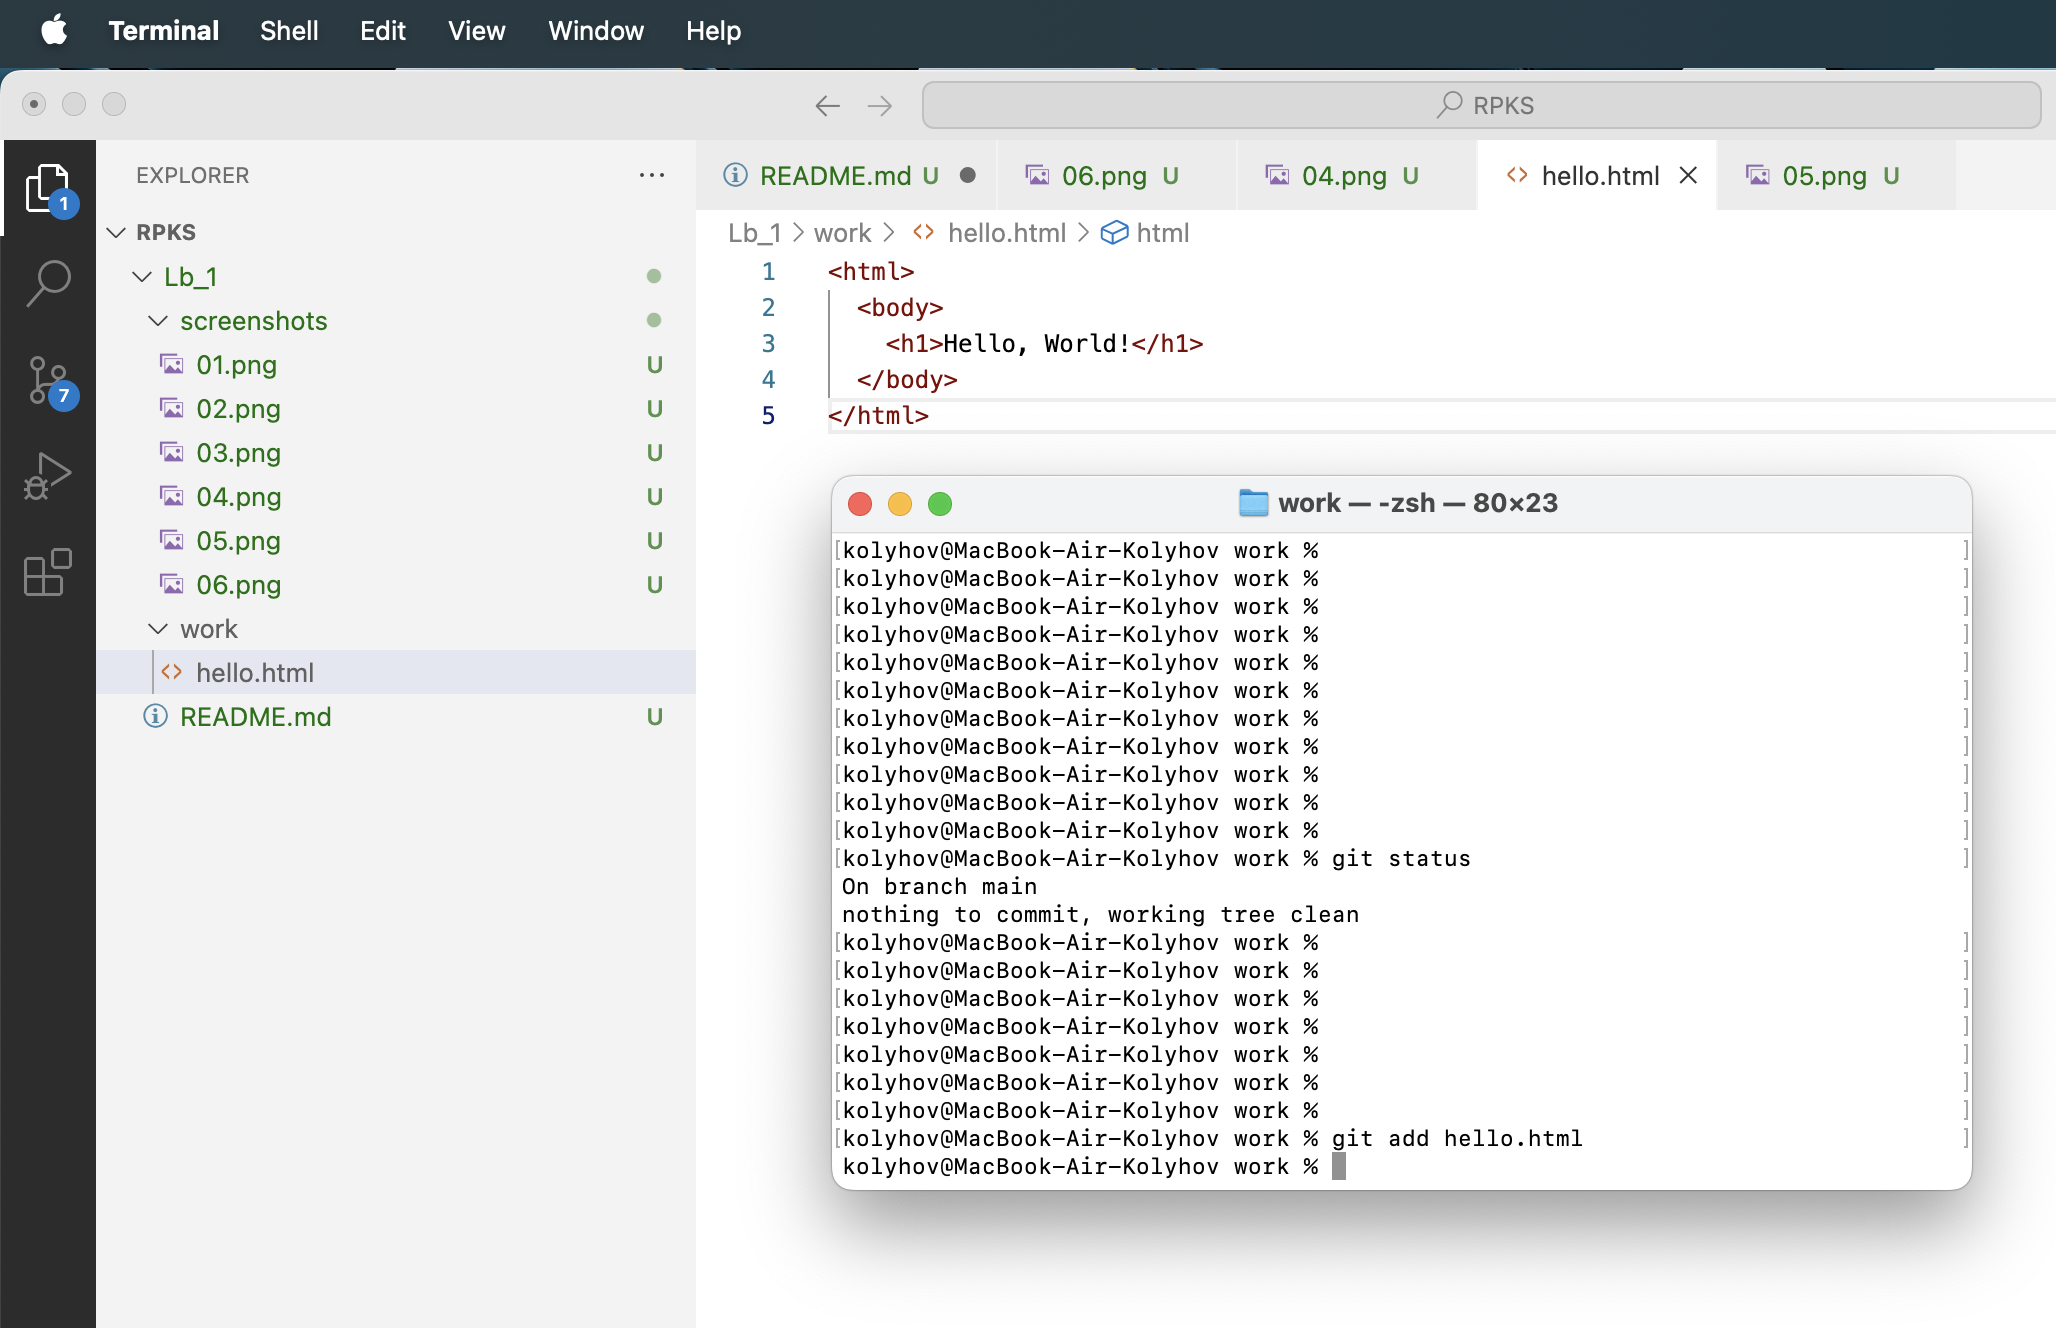 Terminal Shell Edit View Window Help
RPKS
EXPLORER ...
README.md U
06.png U
04.png U
hello.html
05.png U
1
7
RPKS
Lb_1
screenshots
01.png U
02.png U
03.png U
04.png U
05.png U
06.png U
work
hello.html
README.md U
Lb_1 > work > <> hello.html > html
1 <html>
2 <body>
3 <h1>Hello, World!</h1>
4 </body>
5 </html>
work — -zsh — 80×23
[kolyhov@MacBook-Air-Kolyhov work % ]
[kolyhov@MacBook-Air-Kolyhov work % ]
[kolyhov@MacBook-Air-Kolyhov work % ]
[kolyhov@MacBook-Air-Kolyhov work % ]
[kolyhov@MacBook-Air-Kolyhov work % ]
[kolyhov@MacBook-Air-Kolyhov work % ]
[kolyhov@MacBook-Air-Kolyhov work % ]
[kolyhov@MacBook-Air-Kolyhov work % ]
[kolyhov@MacBook-Air-Kolyhov work % ]
[kolyhov@MacBook-Air-Kolyhov work % ]
[kolyhov@MacBook-Air-Kolyhov work % ]
[kolyhov@MacBook-Air-Kolyhov work % git status ]
On branch main
nothing to commit, working tree clean
[kolyhov@MacBook-Air-Kolyhov work % ]
[kolyhov@MacBook-Air-Kolyhov work % ]
[kolyhov@MacBook-Air-Kolyhov work % ]
[kolyhov@MacBook-Air-Kolyhov work % ]
[kolyhov@MacBook-Air-Kolyhov work % ]
[kolyhov@MacBook-Air-Kolyhov work % ]
[kolyhov@MacBook-Air-Kolyhov work % ]
[kolyhov@MacBook-Air-Kolyhov work % git add hello.html ]
kolyhov@MacBook-Air-Kolyhov work %